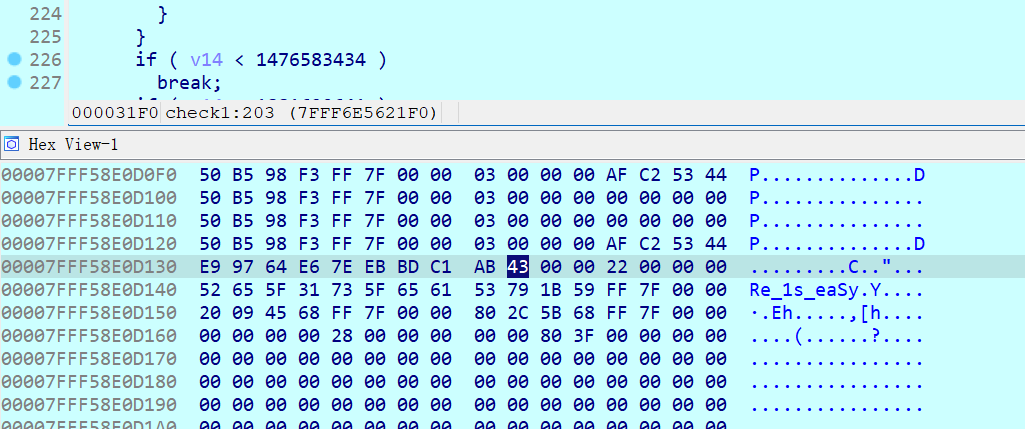 224 }
225 }
226 if ( v14 < 1476583434 )
227 break;
000031F0 check1:203 (7FFF6E5621F0)
Hex View-1
00007FFF58E0D0F0 50 B5 98 F3 FF 7F 00 00 03 00 00 00 AF C2 53 44 P..............D
00007FFF58E0D100 50 B5 98 F3 FF 7F 00 00 03 00 00 00 00 00 00 00 P...............
00007FFF58E0D110 50 B5 98 F3 FF 7F 00 00 03 00 00 00 00 00 00 00 P...............
00007FFF58E0D120 50 B5 98 F3 FF 7F 00 00 03 00 00 00 AF C2 53 44 P..............D
00007FFF58E0D130 E9 97 64 E6 7E EB BD C1 AB 43 00 00 22 00 00 00 .........C.."...
00007FFF58E0D140 52 65 5F 31 73 5F 65 61 53 79 1B 59 FF 7F 00 00 Re_1s_eaSy.Y....
00007FFF58E0D150 20 09 45 68 FF 7F 00 00 80 2C 5B 68 FF 7F 00 00 ·.Eh.....,[h....
00007FFF58E0D160 00 00 00 00 28 00 00 00 00 00 80 3F 00 00 00 00 ....(......?....
00007FFF58E0D170 00 00 00 00 00 00 00 00 00 00 00 00 00 00 00 00 ................
00007FFF58E0D180 00 00 00 00 00 00 00 00 00 00 00 00 00 00 00 00 ................
00007FFF58E0D190 00 00 00 00 00 00 00 00 00 00 00 00 00 00 00 00 ................